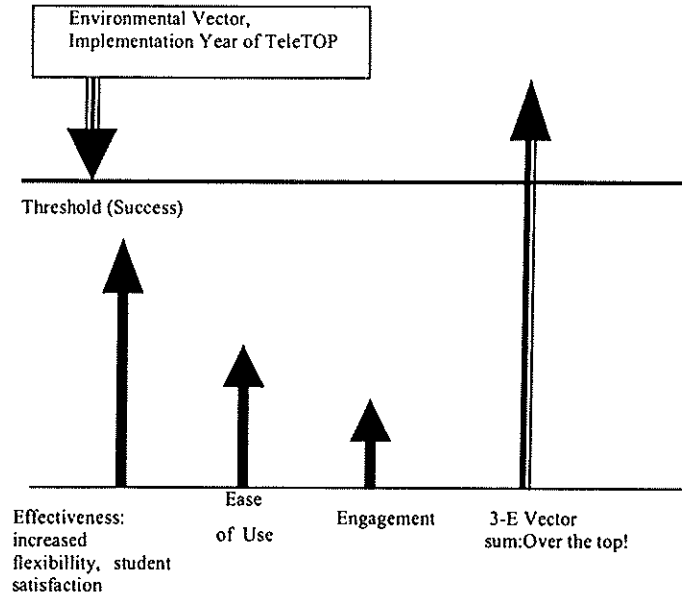 Environmental Vector,
Implementation Year of TeleTOP
Threshold (Success)
Effectiveness:
increased
flexibillity, student
satisfaction
Ease
of Use
Engagement
3-E Vector
sum:Over the top!